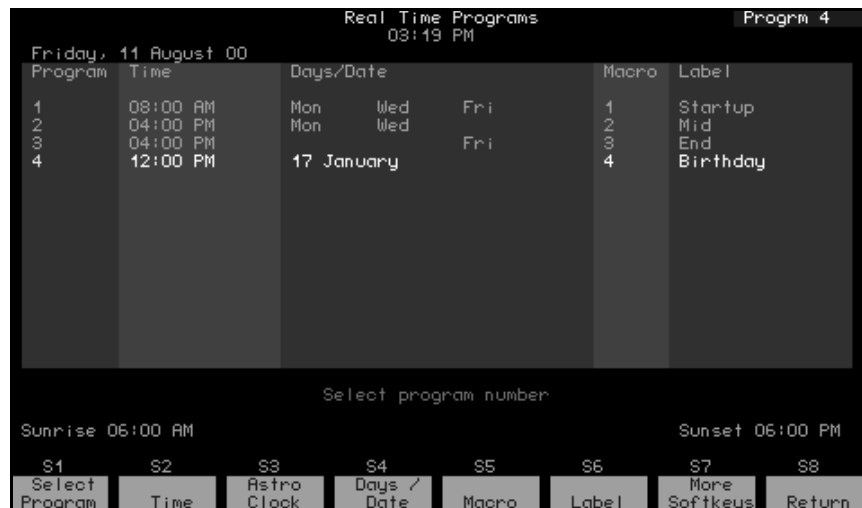 Real Time Programs
Progrm 4
03:19 PM
Friday, 11 August 00
Program Time Days/Date Macro Label
1 08:00 AM Mon Wed Fri 1 Startup
2 04:00 PM Mon Wed 2 Mid
3 04:00 PM Fri 3 End
4 12:00 PM 17 January 4 Birthday
Select program number
Sunrise 06:00 AM Sunset 06:00 PM
S1 S2 S3 S4 S5 S6 S7 S8
Select Astro Days / More
Program Time Clock Date Macro Label Softkeys Return